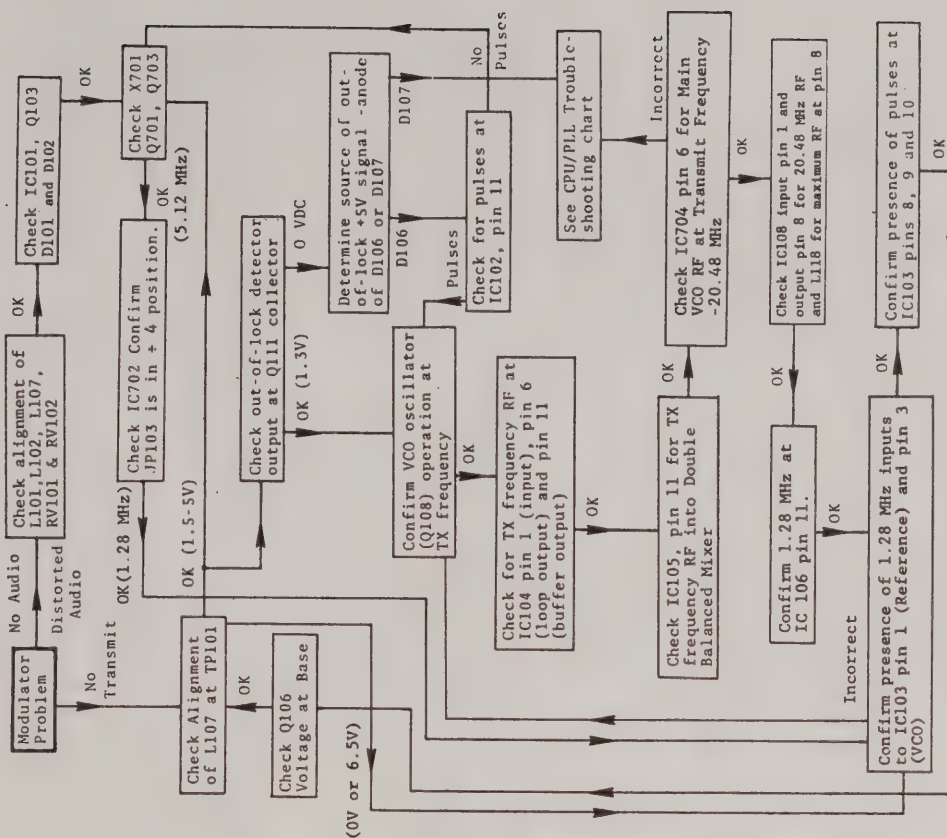 Modulator
Problem
No Audio
Distorted
Audio
No
Transmit
Check alignment of
L101,L102, L107,
RV101 & RV102
OK
Check IC101, Q103
D101 and D102
OK
Check X701
Q701, Q703
OK
(5.12 MHz)
No
Pulses
Check IC702 Confirm
JP103 is in ÷ 4 position.
OK(1.28 MHz)
Check Alignment
of L107 at TP101
OK (1.5-5V)
OK
Check Q106
Voltage at Base
(0V or 6.5V)
Check out-of-lock detector
output at Q111 collector
0 VDC
OK (1.3V)
Determine source of out-
of-lock +5V signal -anode
of D106 or D107
D107
D106
Check for pulses at
IC102, pin 11
Pulses
See CPU/PLL Trouble-
shooting chart
Confirm VCO oscillator
(Q108) operation at
TX frequency
OK
Check for TX frequency RF at
IC104 pin 1 (input), pin 6
(loop output) and pin 11
(buffer output)
OK
Check IC105, pin 11 for TX
frequency RF into Double
Balanced Mixer
OK
Incorrect
Check IC704 pin 6 for Main
VCO RF at Transmit Frequency
-20.48 MHz
OK
Check IC108 input pin 1 and
output pin 8 for 20.48 MHz RF
and L118 for maximum RF at pin 8
OK
Confirm 1.28 MHz at
IC 106 pin 11.
OK
Incorrect
Confirm presence of 1.28 MHz inputs
to IC103 pin 1 (Reference) and pin 3
(VCO)
OK
Confirm presence of pulses at
IC103 pins 8, 9 and 10
OK